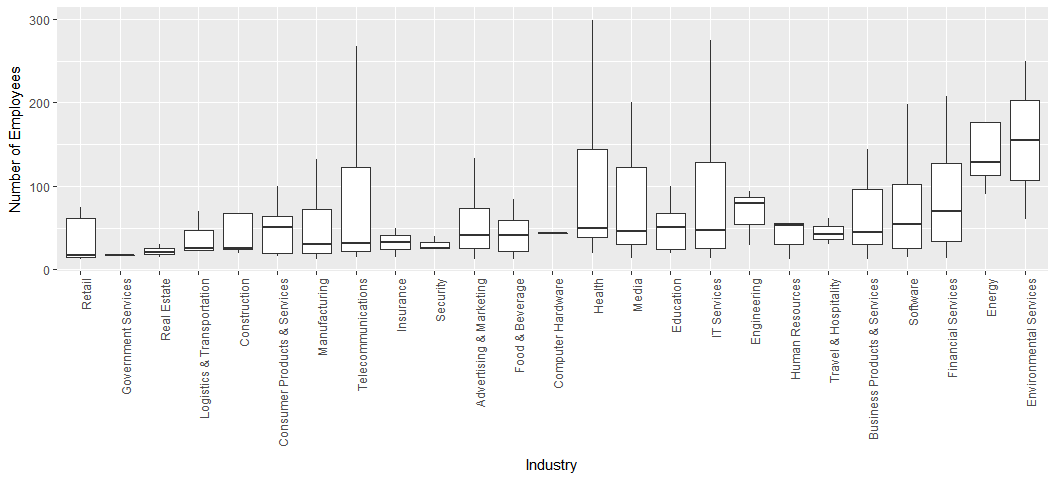 Number of Employees
300
200
100
0
Retail
Government Services
Real Estate
Logistics & Transportation
Construction
Consumer Products & Services
Manufacturing
Telecommunications
Insurance
Security
Advertising & Marketing
Food & Beverage
Computer Hardware
Health
Media
Education
IT Services
Engineering
Human Resources
Travel & Hospitality
Business Products & Services
Software
Financial Services
Energy
Environmental Services
Industry